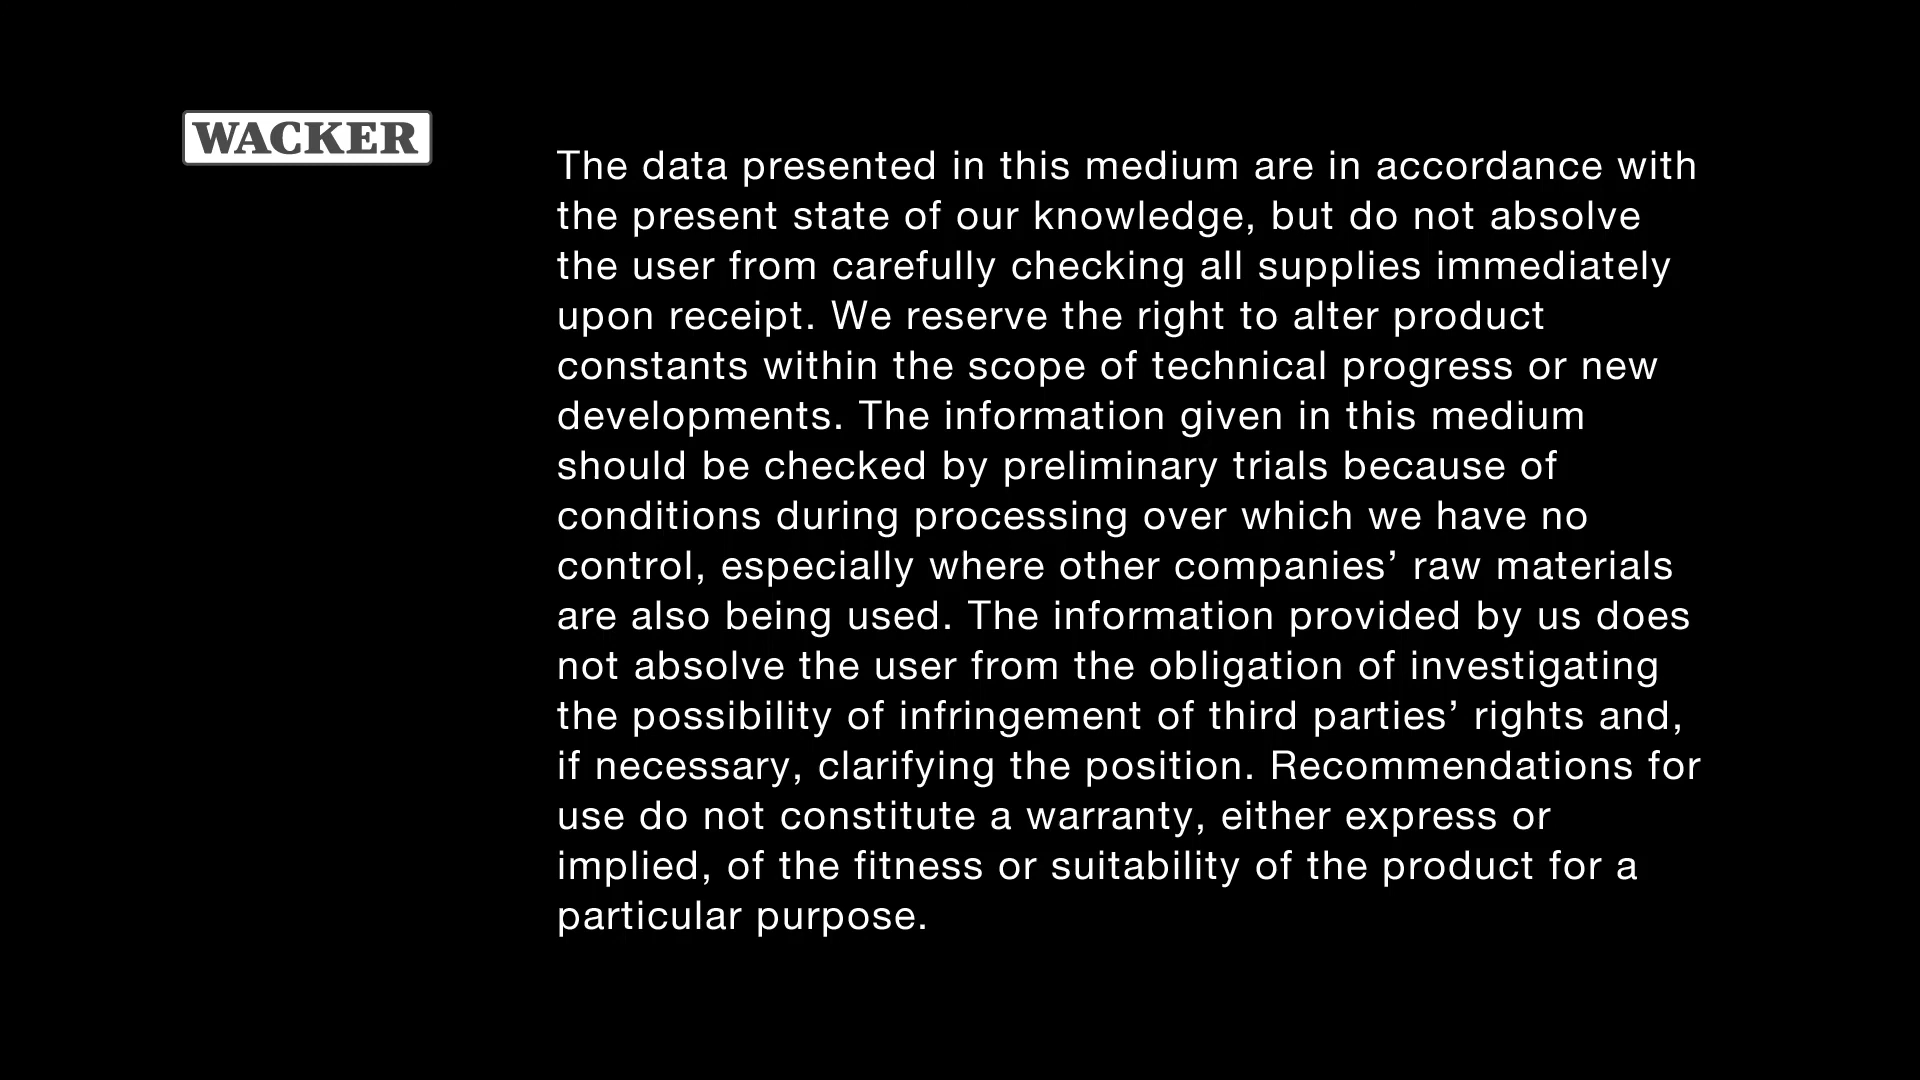 WACKER
The data presented in this medium are in accordance with
the present state of our knowledge, but do not absolve
the user from carefully checking all supplies immediately
upon receipt. We reserve the right to alter product
constants within the scope of technical progress or new
developments. The information given in this medium
should be checked by preliminary trials because of
conditions during processing over which we have no
control, especially where other companies’ raw materials
are also being used. The information provided by us does
not absolve the user from the obligation of investigating
the possibility of infringement of third parties’ rights and,
if necessary, clarifying the position. Recommendations for
use do not constitute a warranty, either express or
implied, of the fitness or suitability of the product for a
particular purpose.